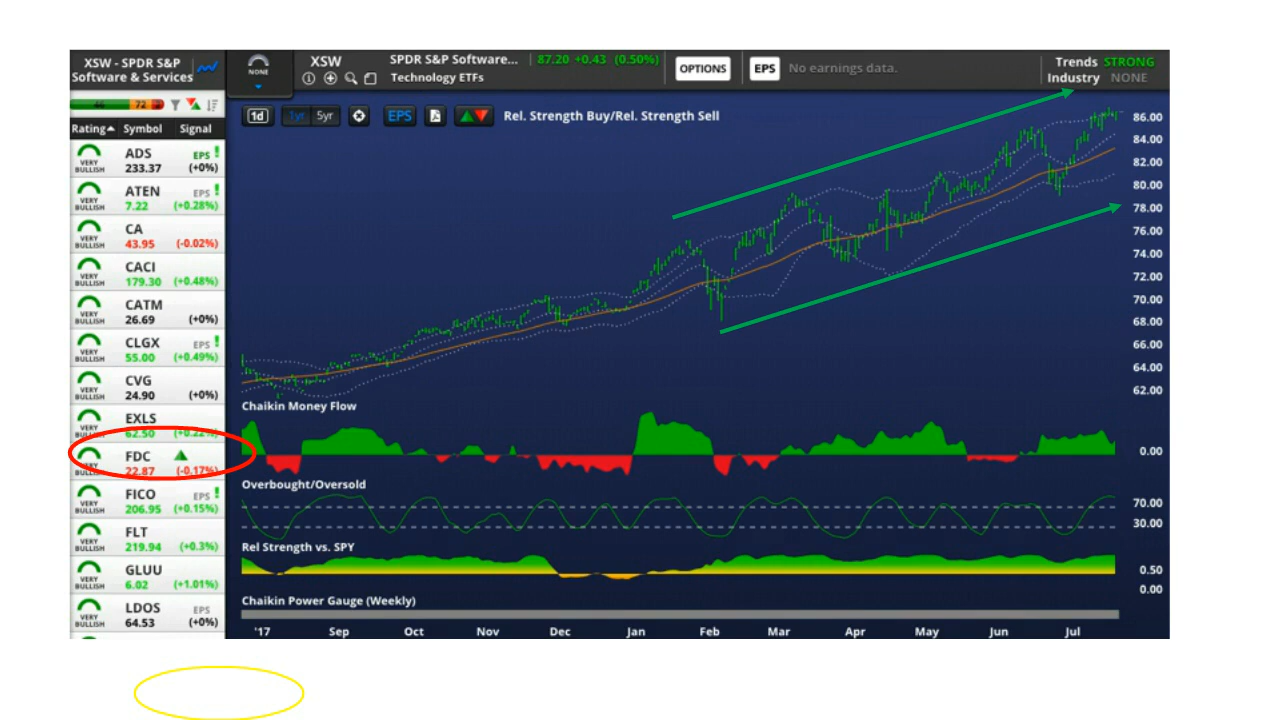 XSW - SPDR S&P
Software & Services
NONE
XSW
SPDR S&P Software...
87.20 +0.43 (0.50%)
Technology ETFs
OPTIONS
EPS
No earnings data.
Trends STRONG
Industry NONE
72
Rating Symbol Signal
VERY BULLISH ADS EPS !
233.37 (+0%)
VERY BULLISH ATEN EPS !
7.22 (+0.28%)
VERY BULLISH CA
43.95 (-0.02%)
VERY BULLISH CACI
179.30 (+0.48%)
VERY BULLISH CATM
26.69 (+0%)
VERY BULLISH CLGX EPS !
55.00 (+0.49%)
VERY BULLISH CVG
24.90 (+0%)
VERY BULLISH EXLS
62.50 (+0.22%)
VERY BULLISH FDC
22.87 (-0.17%)
VERY BULLISH FICO EPS !
206.95 (+0.15%)
VERY BULLISH FLT
219.94 (+0.3%)
VERY BULLISH GLUU
6.02 (+1.01%)
VERY BULLISH LDOS EPS
64.53 (+0%)
1d 1yr 5yr EPS Rel. Strength Buy/Rel. Strength Sell
86.00
84.00
82.00
80.00
78.00
76.00
74.00
72.00
70.00
68.00
66.00
64.00
62.00
Chaikin Money Flow
0.00
Overbought/Oversold
70.00
30.00
Rel Strength vs. SPY
0.50
0.00
Chaikin Power Gauge (Weekly)
'17 Sep Oct Nov Dec Jan Feb Mar Apr May Jun Jul